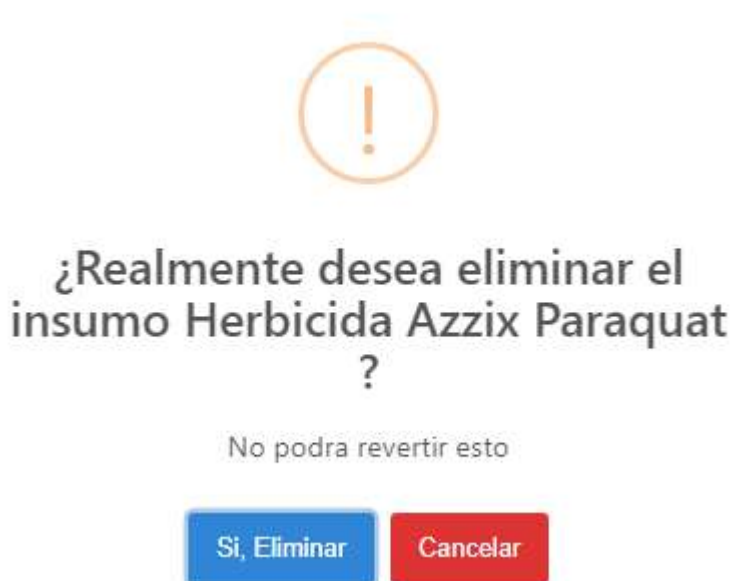 ¿Realmente desea eliminar el
insumo Herbicida Azzix Paraquat
?
No podra revertir esto
Si, Eliminar
Cancelar